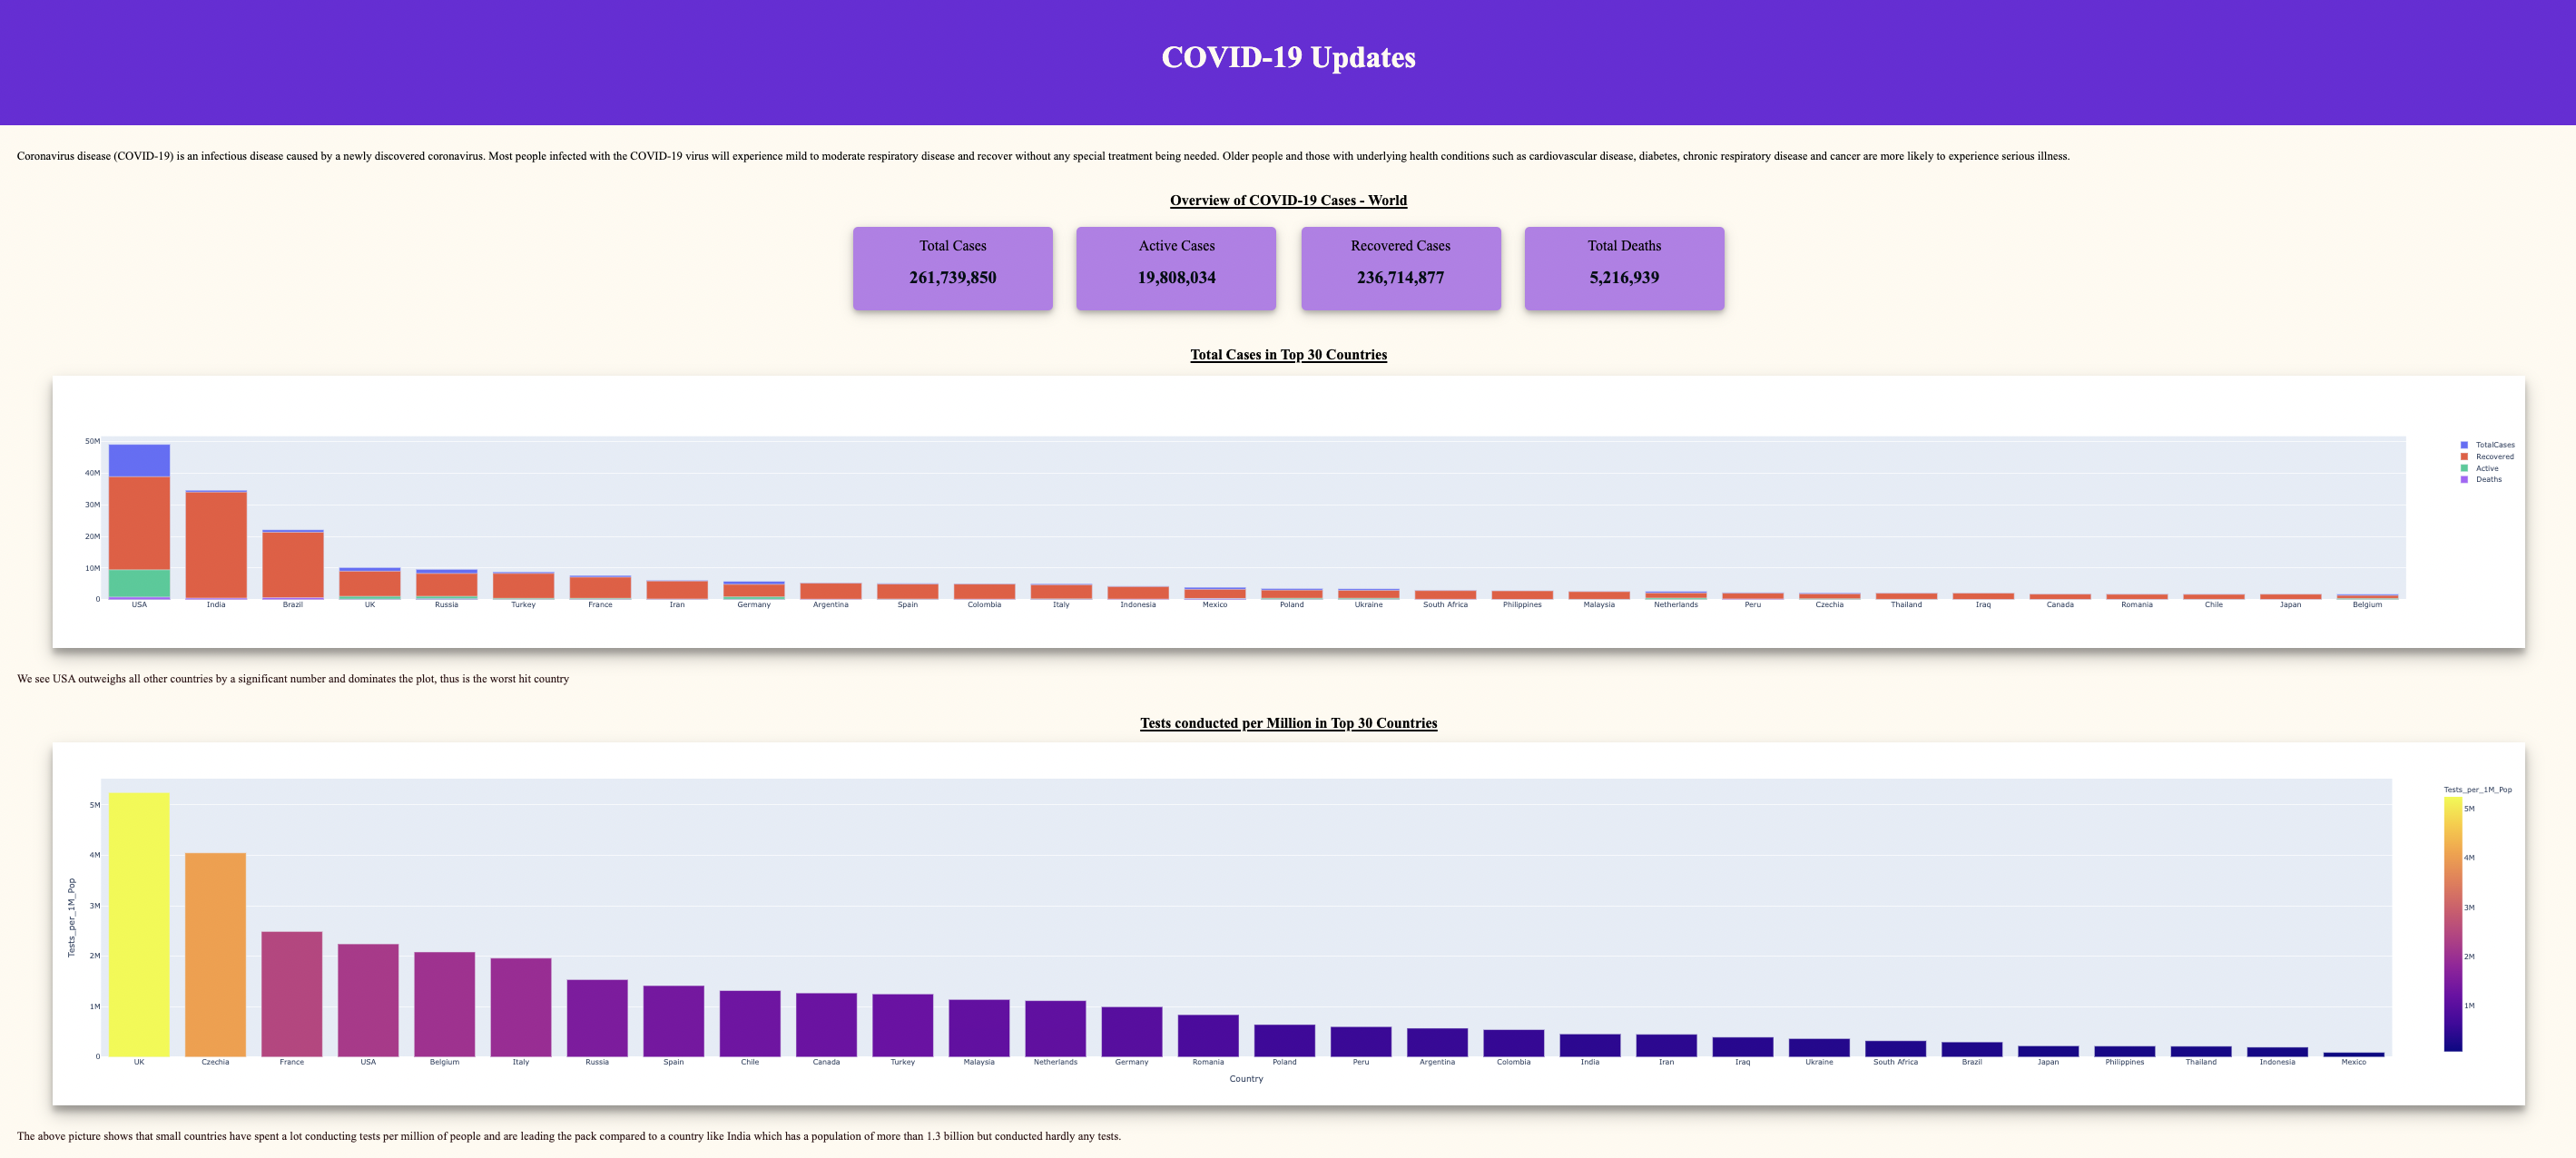 COVID-19 Updates
Coronavirus disease (COVID-19) is an infectious disease caused by a newly discovered coronavirus. Most people infected with the COVID-19 virus will experience mild to moderate respiratory disease and recover without any special treatment being needed. Older people and those with underlying health conditions such as cardiovascular disease, diabetes, chronic respiratory disease and cancer are more likely to experience serious illness.
Overview of COVID-19 Cases - World
Total Cases Active Cases Recovered Cases Total Deaths
261,739,850 19,808,034 236,714,877 5,216,939
Total Cases in Top 30 Countries
50M
40M
30M
20M
10M
0
USA India Brazil UK Russia Turkey France Iran Germany Argentina Spain Colombia Italy Indonesia Mexico Poland Ukraine South Africa Philippines Malaysia Netherlands Peru Czechia Thailand Iraq Canada Romania Chile Japan Belgium
TotalCases
Recovered
Active
Deaths
We see USA outweighs all other countries by a significant number and dominates the plot, thus is the worst hit country
Tests conducted per Million in Top 30 Countries
Tests_per_1M_Pop
5M
4M
3M
2M
1M
0
UK Czechia France USA Belgium Italy Russia Spain Chile Canada Turkey Malaysia Netherlands Germany Romania Poland Peru Argentina Colombia India Iran Iraq Ukraine South Africa Brazil Japan Philippines Thailand Indonesia Mexico
Country
Tests_per_1M_Pop
5M
4M
3M
2M
1M
The above picture shows that small countries have spent a lot conducting tests per million of people and are leading the pack compared to a country like India which has a population of more than 1.3 billion but conducted hardly any tests.